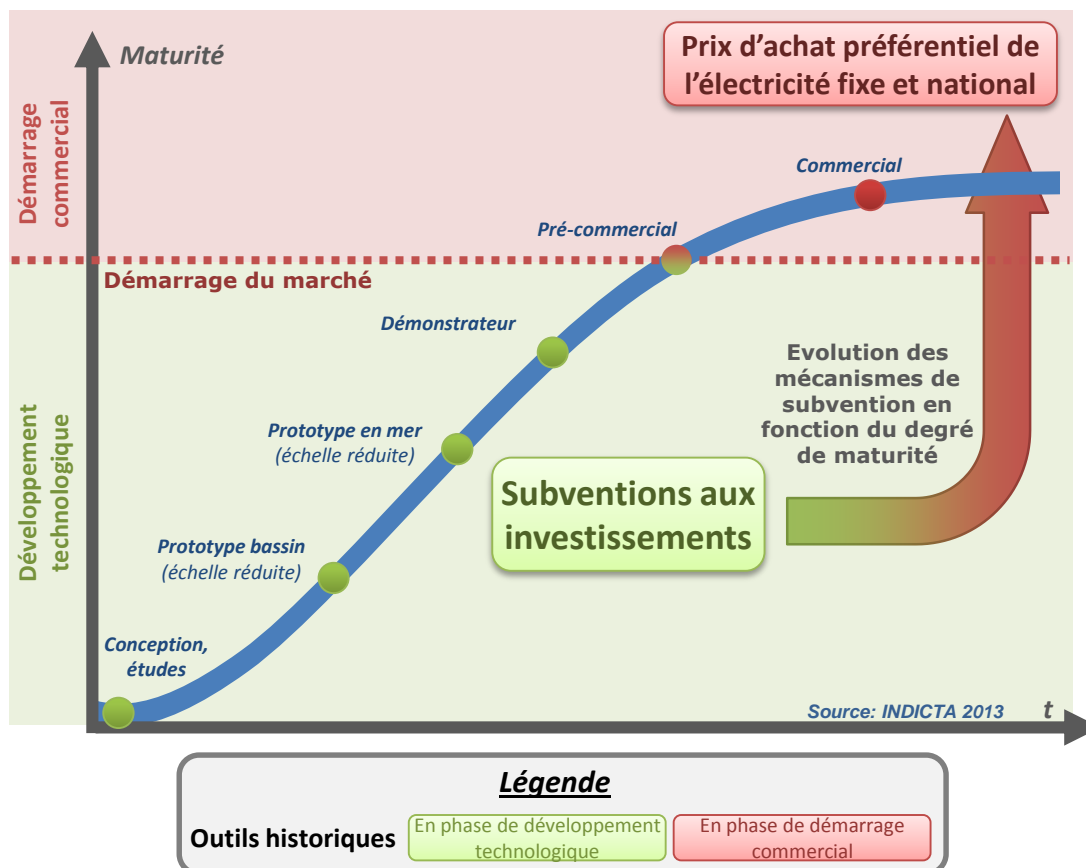 Maturité
Prix d’achat préférentiel de
l’électricité fixe et national
Démarrage
commercial
Commercial
Pré-commercial
Démarrage du marché
Démonstrateur
Evolution des
mécanismes de
subvention en
fonction du degré
de maturité
Développement
technologique
Prototype en mer
(échelle réduite)
Subventions aux
investissements
Prototype bassin
(échelle réduite)
Conception,
études
Source: INDICTA 2013
t
Légende
Outils historiques
En phase de développement
technologique
En phase de démarrage
commercial